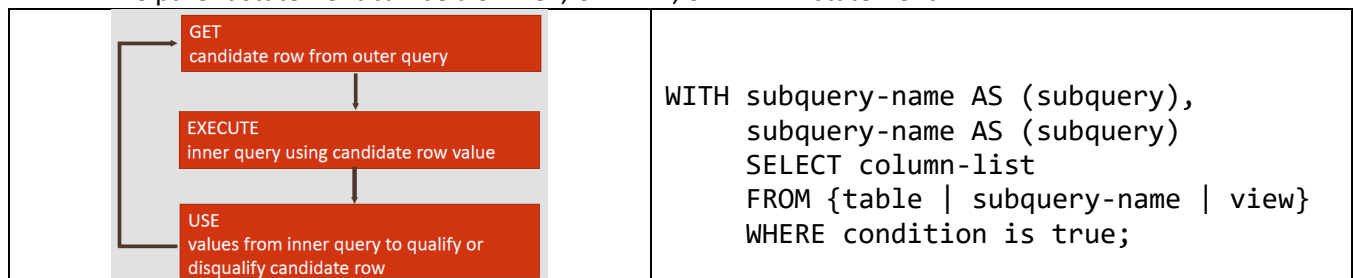 GET
candidate row from outer query
EXECUTE
inner query using candidate row value
USE
values from inner query to qualify or
disqualify candidate row
WITH subquery-name AS (subquery),
subquery-name AS (subquery)
SELECT column-list
FROM {table | subquery-name | view}
WHERE condition is true;